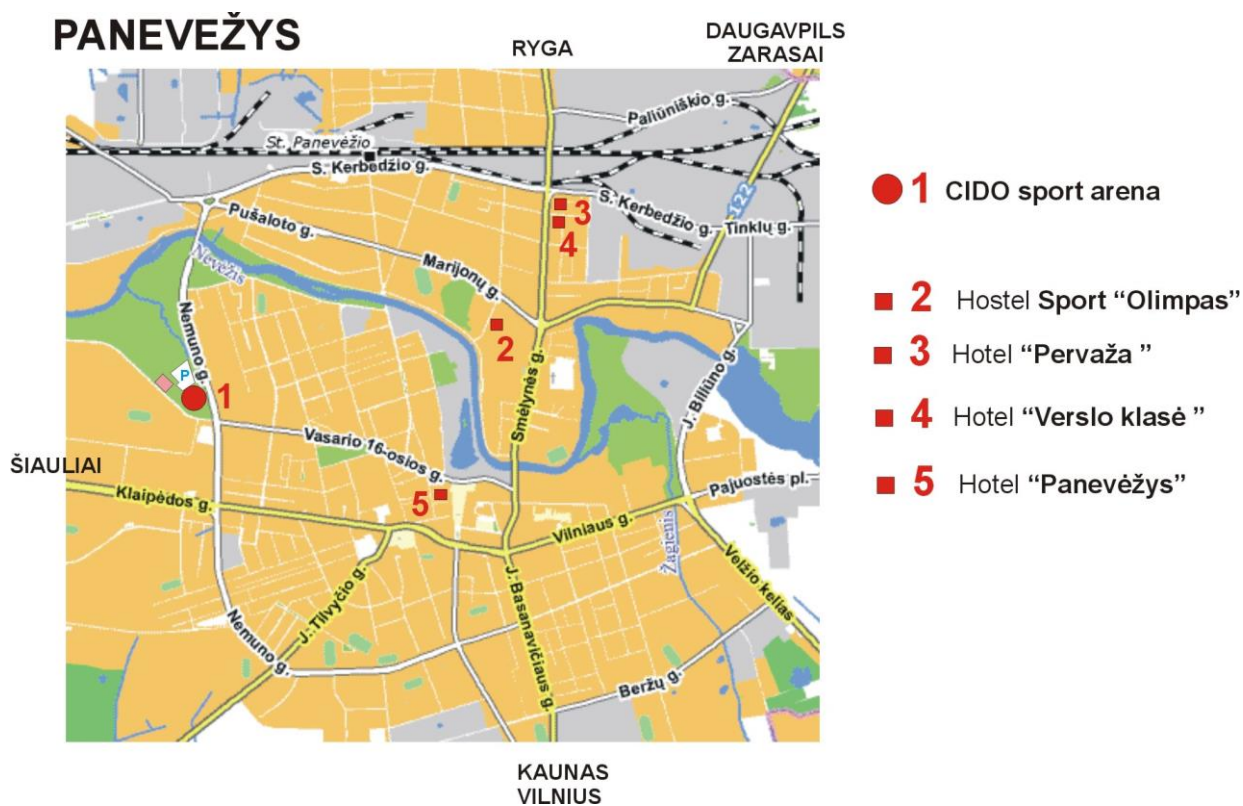 PANEVEŽYS
RYGA
DAUGAVPILS
ZARASAI
Paliūniškio g.
St. Panevėžio
S. Kerbedžio g.
122
S. Kerbedžio g.
Tinklų g.
Pušaloto g.
Marijonų g.
Nevėžis
Nemuno g.
P
1
2
3
4
5
Smėlynės g.
J. Biliūno g.
Vasario 16-osios g.
ŠIAULIAI
Klaipėdos g.
Pajuostės pl.
Vilniaus g.
Žagienis
Velžio kelias
J. Tilvyčio g.
J. Basanavičiaus g.
Nemuno g.
Beržų g.
KAUNAS
VILNIUS
1 CIDO sport arena
2 Hostel Sport “Olimpas”
3 Hotel “Pervaža ”
4 Hotel “Verslo klasė ”
5 Hotel “Panevėžys”